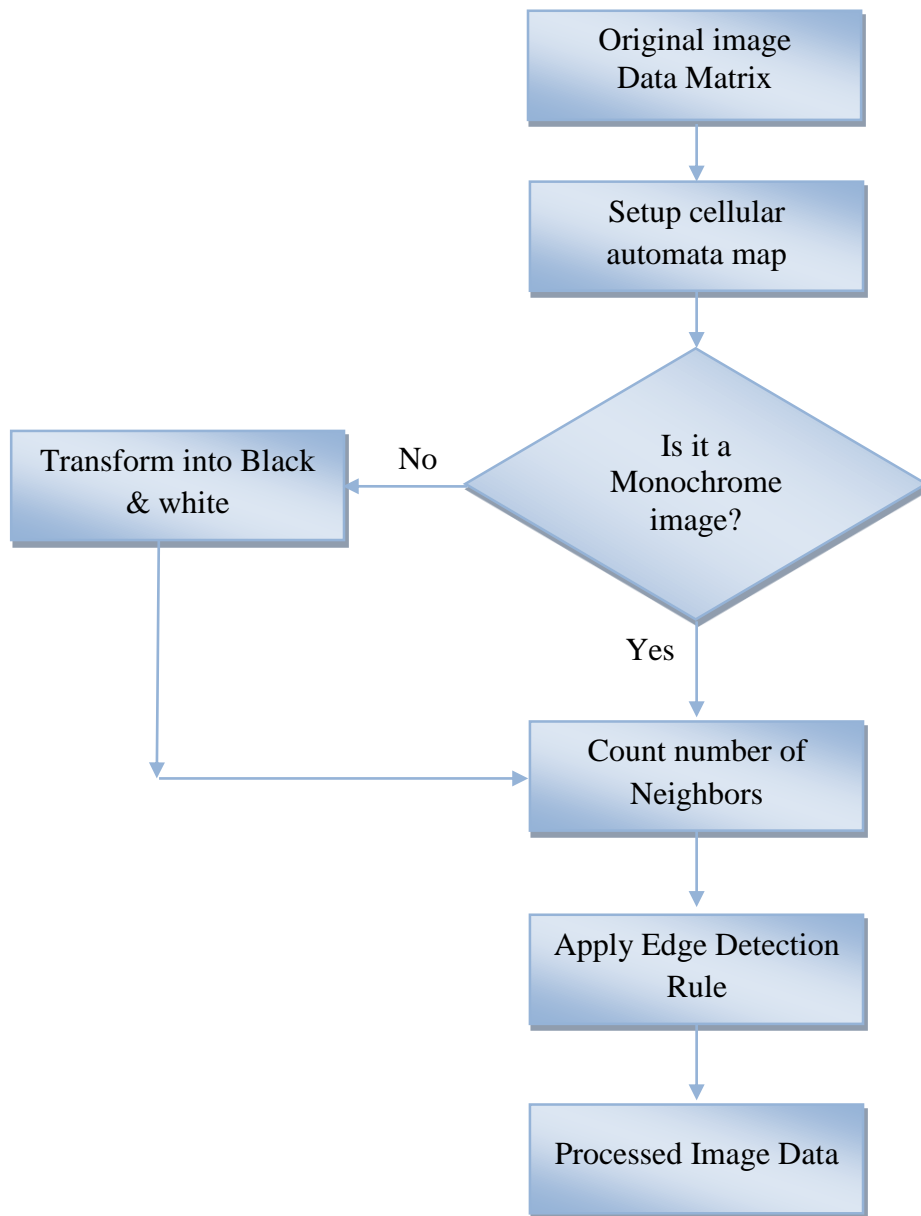 Original image
Data Matrix
Setup cellular
automata map
Is it a
Monochrome
image?
No
Transform into Black
& white
Yes
Count number of
Neighbors
Apply Edge Detection
Rule
Processed Image Data